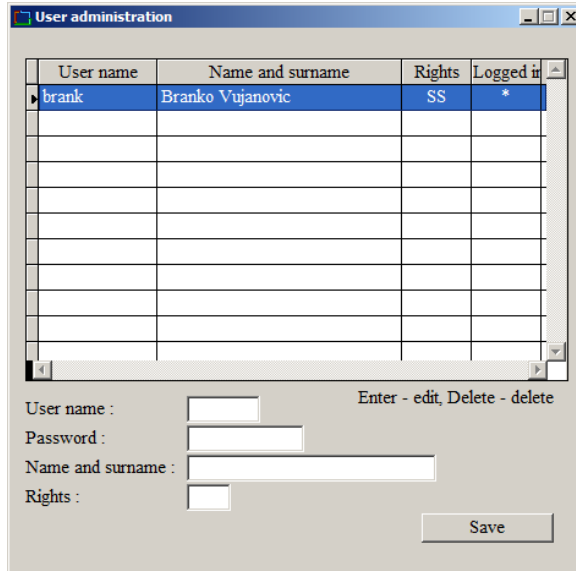 User administration
User name Name and surname Rights Logged in
brank Branko Vujanovic SS *
Enter - edit, Delete - delete
User name :
Password :
Name and surname :
Rights :
Save